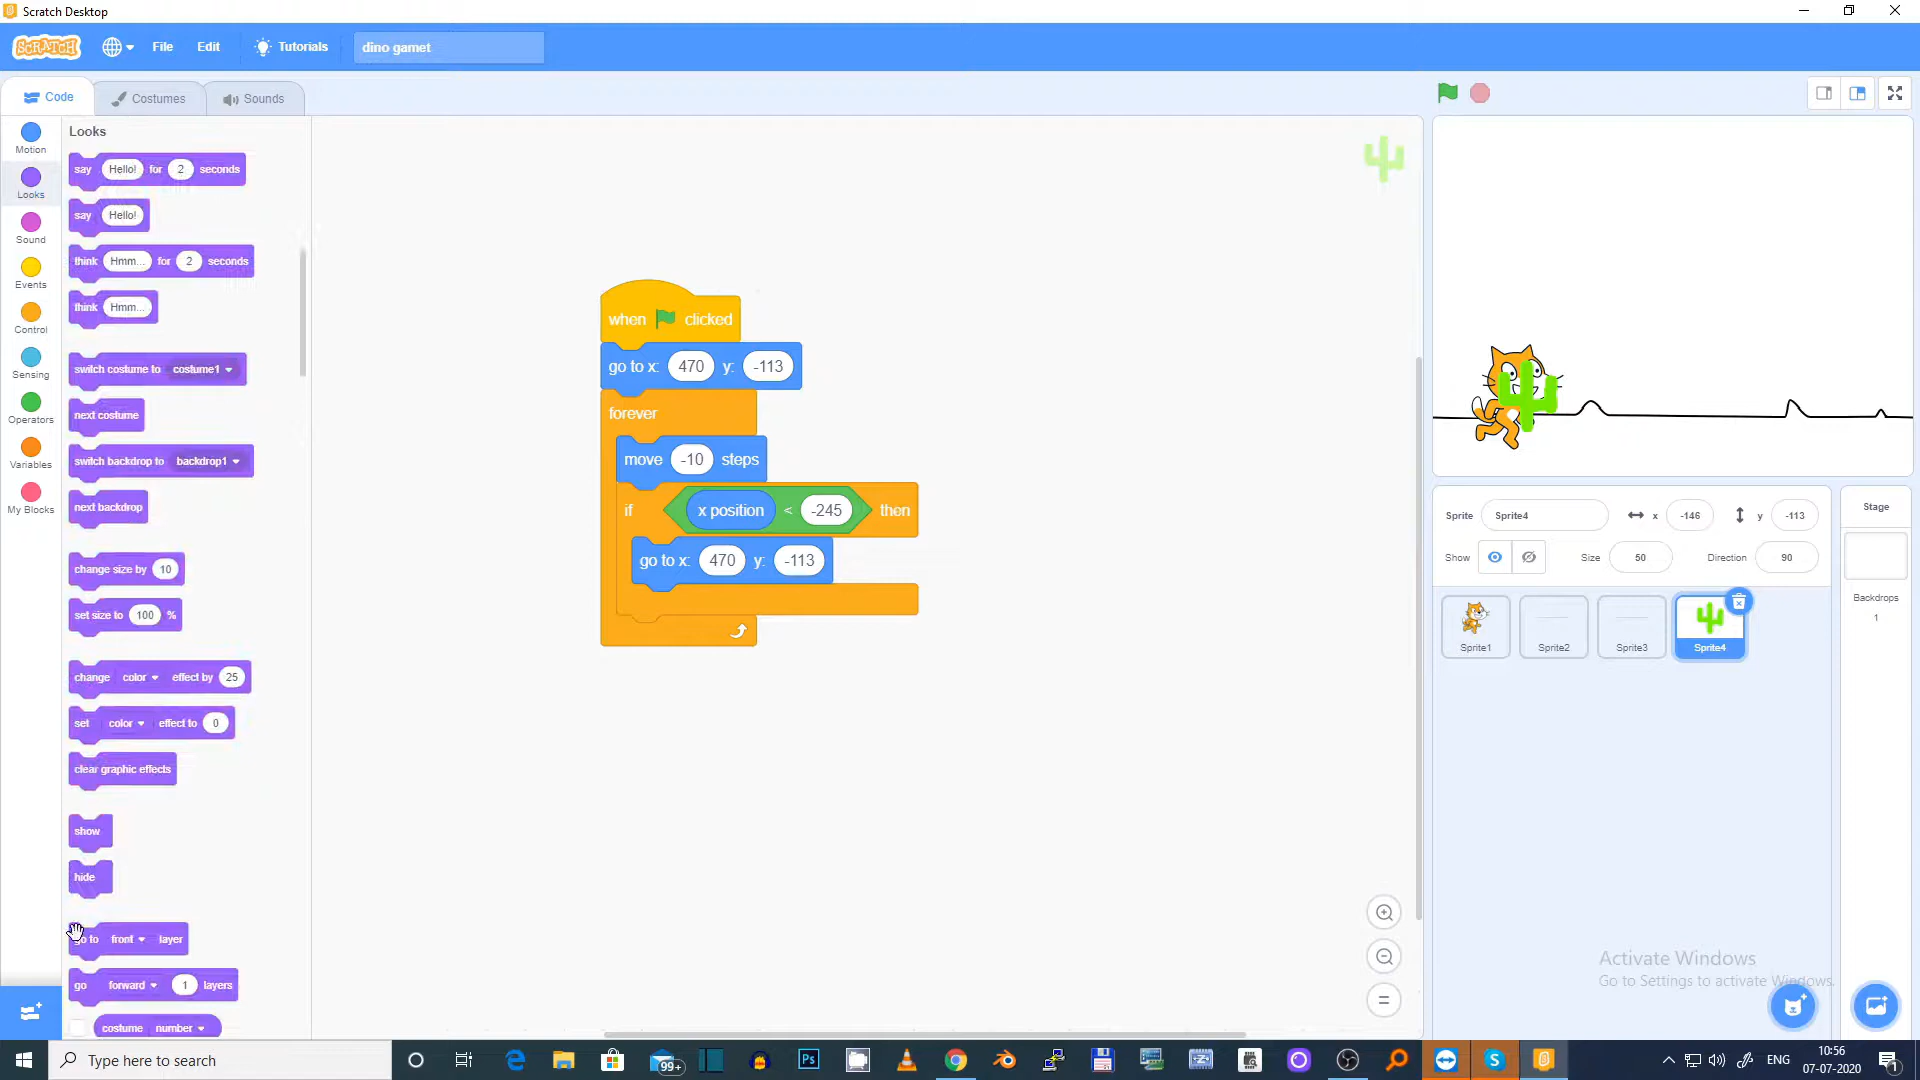 Scratch Desktop
SCRATCH
File
Edit
Tutorials
dino gamet
Code
Costumes
Sounds
Motion
Looks
Sound
Events
Control
Sensing
Operators
Variables
My Blocks
Looks
say Hello! for 2 seconds
say Hello!
think Hmm... for 2 seconds
think Hmm...
switch costume to costume1
next costume
switch backdrop to backdrop1
next backdrop
change size by 10
set size to 100 %
change color effect by 25
set color effect to 0
clear graphic effects
show
hide
go to front layer
go forward 1 layers
costume number
when clicked
go to x: 470 y: -113
forever
move -10 steps
if x position < -245 then
go to x: 470 y: -113
Sprite Sprite4 x -146 y -113
Show Size 50 Direction 90
Sprite1
Sprite2
Sprite3
Sprite4
Stage
Backdrops
1
Activate Windows
Go to Settings to activate Windows.
Type here to search
99+
Ps
S
ENG
10:56
07-07-2020
1